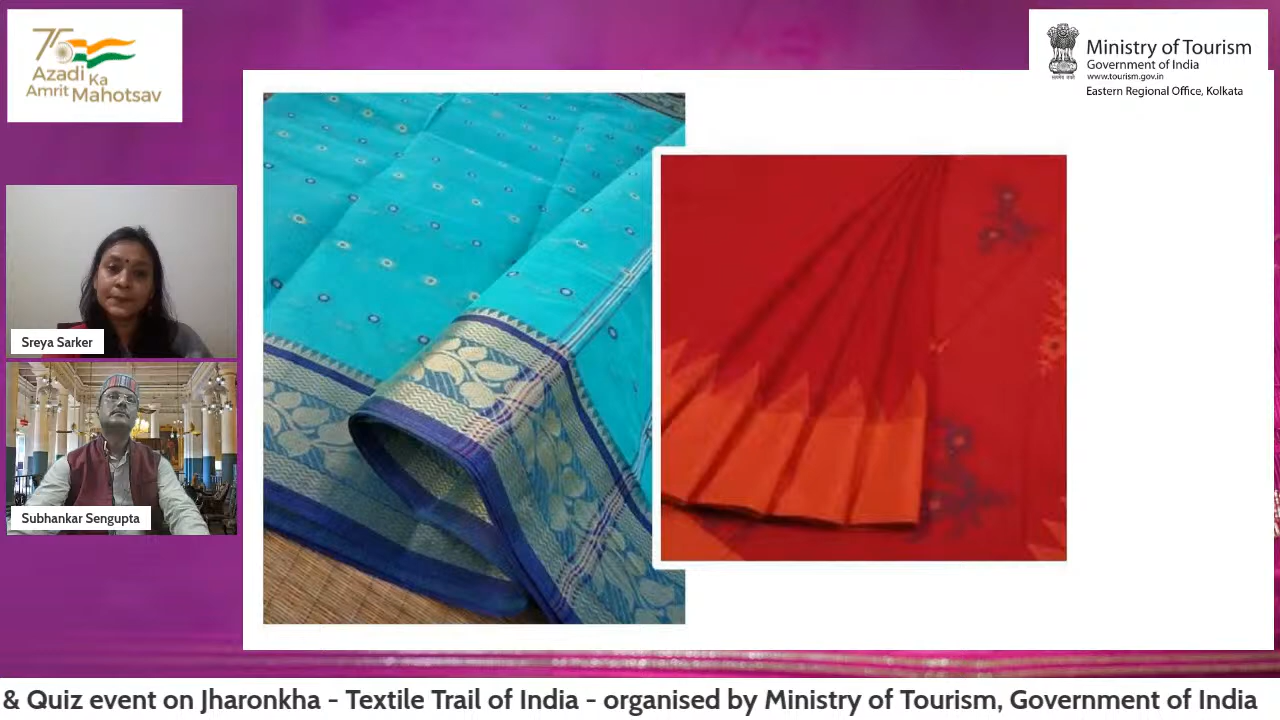 75
Azadi Ka
Amrit Mahotsav
Ministry of Tourism
Government of India
www.tourism.gov.in
Eastern Regional Office, Kolkata
Sreya Sarker
Subhankar Sengupta
& Quiz event on Jharonkha - Textile Trail of India - organised by Ministry of Tourism, Government of India